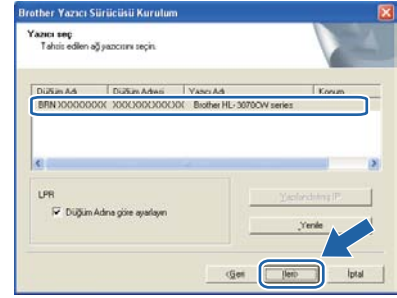 Brother Yazıcı Sürücüsü Kurulum
Yazıcı seç
Tahsis edilen ağ yazıcısını seçin.
Düğüm Adı Düğüm Adresi Yazıcı Adı Konum
BRN XXXXXXXXX XXX.XXX.XXX.XXX Brother HL-3070CW series
LPR
Düğüm Adına göre ayarlayın
Yapılandırılmış IP
Yenile
<Geri İleri> İptal